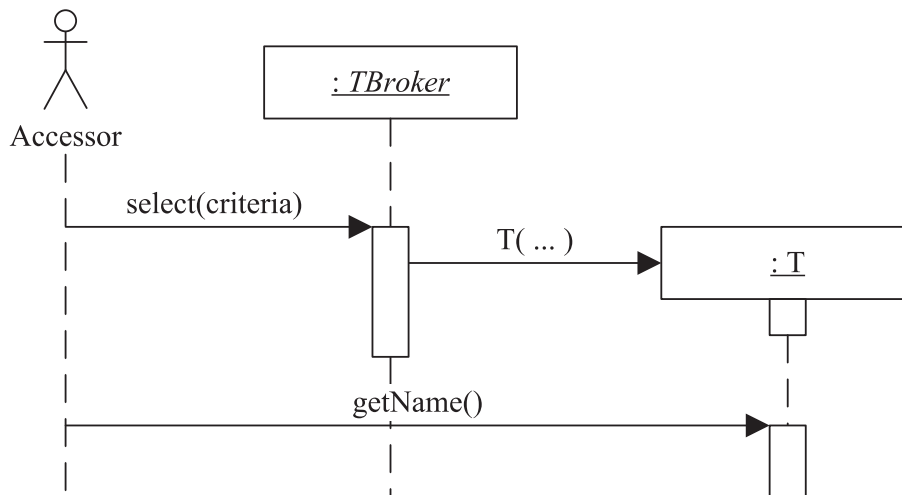 : TBroker
Accessor
select(criteria)
T( ... )
: T
getName()